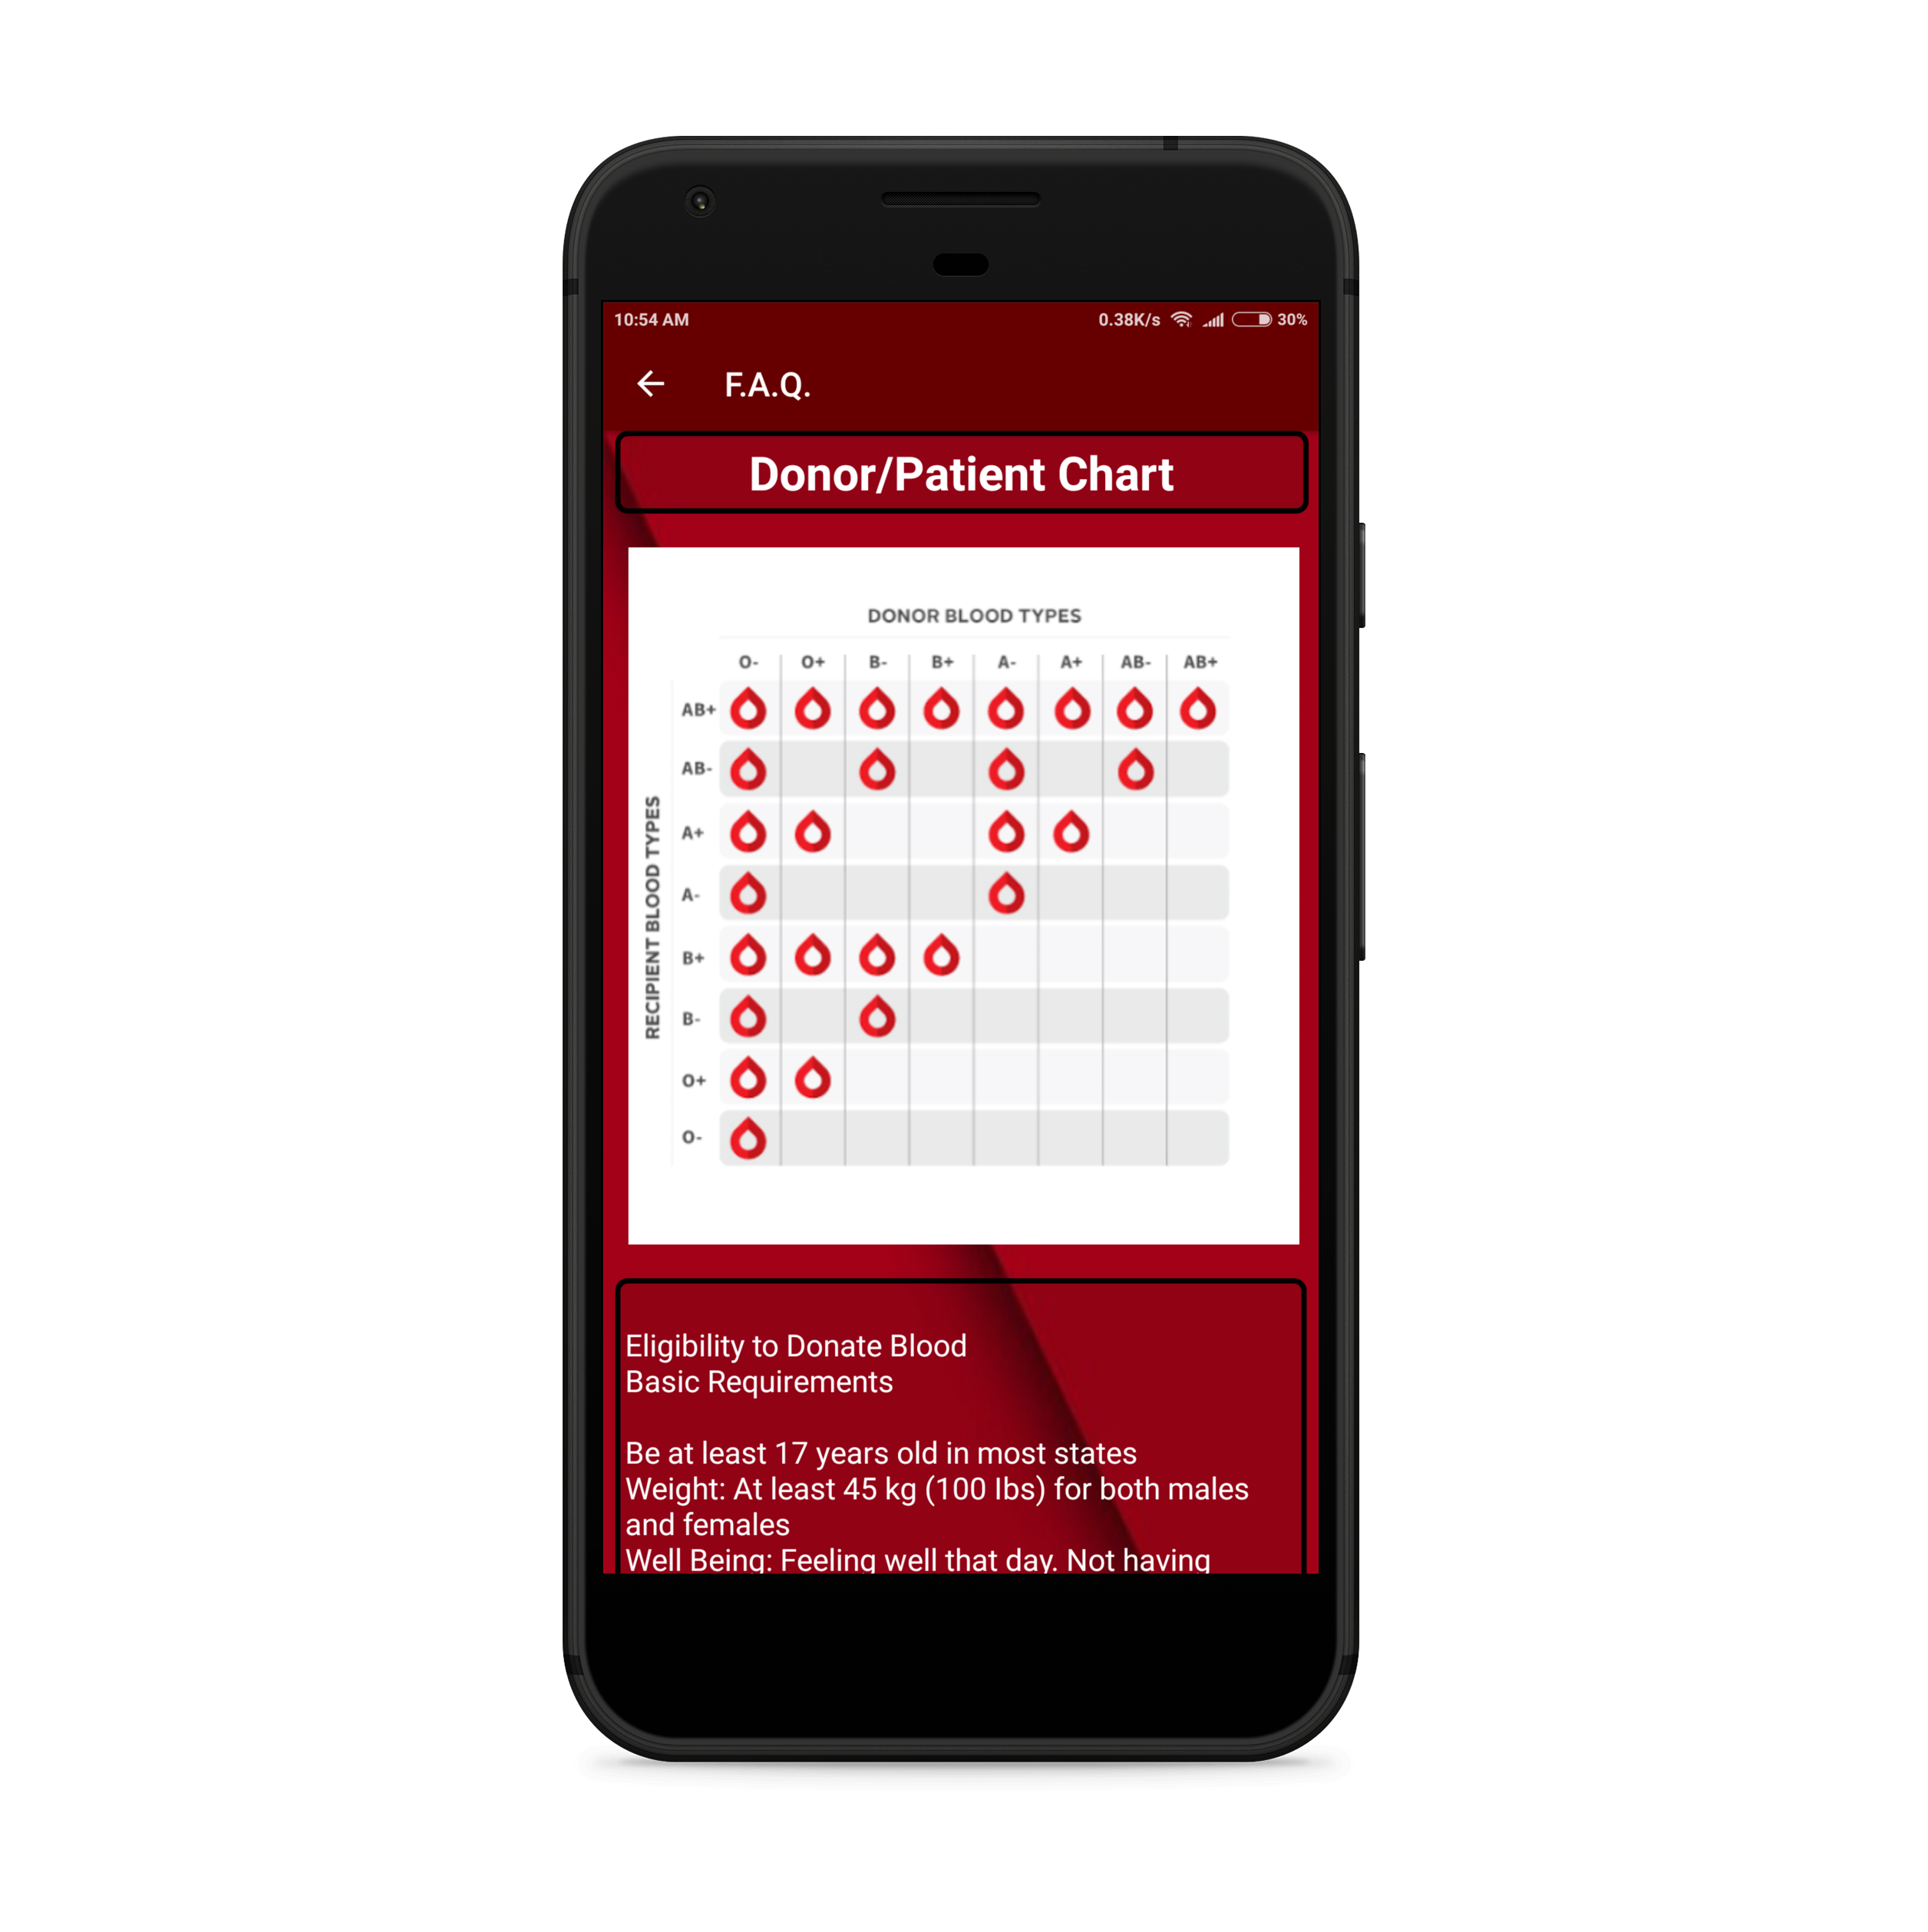 10:54 AM 0.38K/s 30%
F.A.Q.
Donor/Patient Chart
DONOR BLOOD TYPES
O- O+ B- B+ A- A+ AB- AB+
RECIPIENT BLOOD TYPES
AB+
AB-
A+
A-
B+
B-
O+
O-
Eligibility to Donate Blood
Basic Requirements
Be at least 17 years old in most states
Weight: At least 45 kg (100 lbs) for both males
and females
Well Being: Feeling well that day. Not having